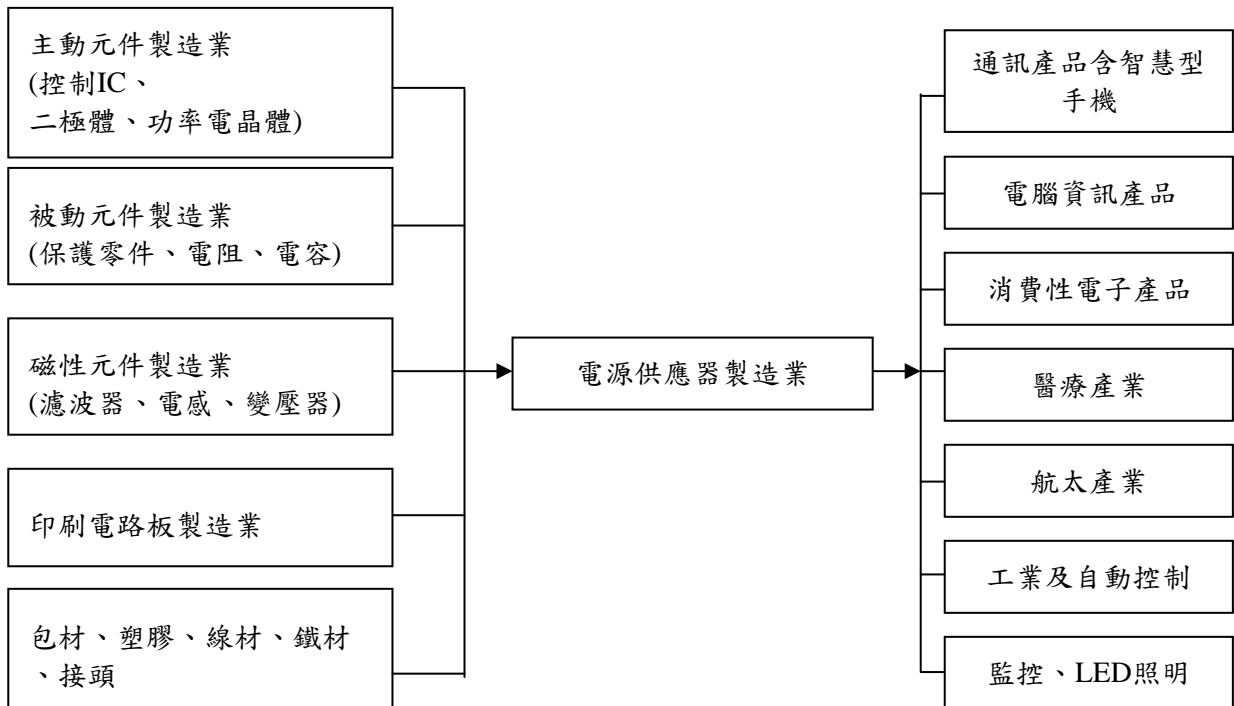 主動元件製造業
(控制IC、
二極體、功率電晶體)
被動元件製造業
(保護零件、電阻、電容)
磁性元件製造業
(濾波器、電感、變壓器)
印刷電路板製造業
包材、塑膠、線材、鐵材
、接頭
電源供應器製造業
通訊產品含智慧型
手機
電腦資訊產品
消費性電子產品
醫療產業
航太產業
工業及自動控制
監控、LED照明